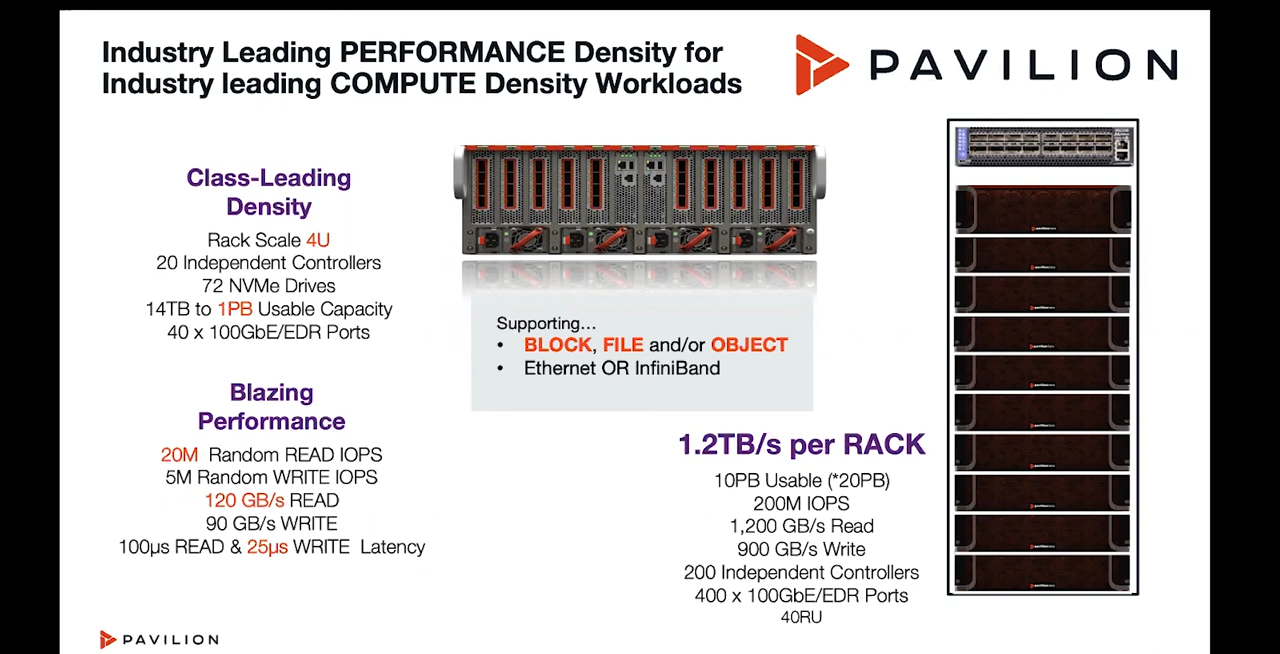 Industry Leading PERFORMANCE Density for
Industry leading COMPUTE Density Workloads
PAVILION
Class-Leading
Density
Rack Scale 4U
20 Independent Controllers
72 NVMe Drives
14TB to 1PB Usable Capacity
40 x 100GbE/EDR Ports
Blazing
Performance
20M Random READ IOPS
5M Random WRITE IOPS
120 GB/s READ
90 GB/s WRITE
100µs READ & 25µs WRITE Latency
Supporting...
• BLOCK, FILE and/or OBJECT
• Ethernet OR InfiniBand
1.2TB/s per RACK
10PB Usable (*20PB)
200M IOPS
1,200 GB/s Read
900 GB/s Write
200 Independent Controllers
400 x 100GbE/EDR Ports
40RU
PAVILION